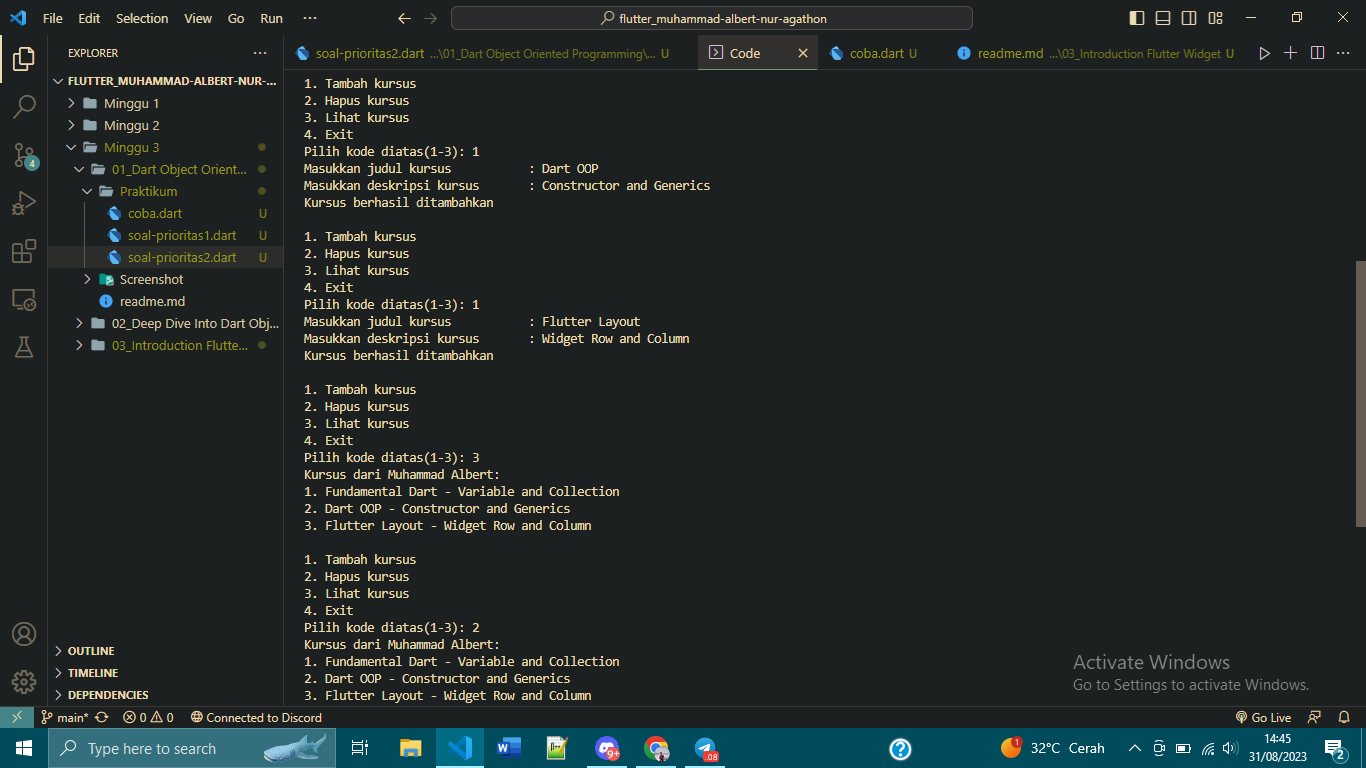 File Edit Selection View Go Run ··· flutter_muhammad-albert-nur-agathon
EXPLORER ···
soal-prioritas2.dart ...\01_Dart Object Oriented Programming\... U
Code
coba.dart U
readme.md ...\03_Introduction Flutter Widget U
FLUTTER_MUHAMMAD-ALBERT-NUR-...
Minggu 1
Minggu 2
Minggu 3
01_Dart Object Orient...
Praktikum
coba.dart U
soal-prioritas1.dart U
soal-prioritas2.dart U
Screenshot
readme.md
02_Deep Dive Into Dart Obj...
03_Introduction Flutte...
OUTLINE
TIMELINE
DEPENDENCIES
4
1. Tambah kursus
2. Hapus kursus
3. Lihat kursus
4. Exit
Pilih kode diatas(1-3): 1
Masukkan judul kursus : Dart OOP
Masukkan deskripsi kursus : Constructor and Generics
Kursus berhasil ditambahkan
1. Tambah kursus
2. Hapus kursus
3. Lihat kursus
4. Exit
Pilih kode diatas(1-3): 1
Masukkan judul kursus : Flutter Layout
Masukkan deskripsi kursus : Widget Row and Column
Kursus berhasil ditambahkan
1. Tambah kursus
2. Hapus kursus
3. Lihat kursus
4. Exit
Pilih kode diatas(1-3): 3
Kursus dari Muhammad Albert:
1. Fundamental Dart - Variable and Collection
2. Dart OOP - Constructor and Generics
3. Flutter Layout - Widget Row and Column
1. Tambah kursus
2. Hapus kursus
3. Lihat kursus
4. Exit
Pilih kode diatas(1-3): 2
Kursus dari Muhammad Albert:
1. Fundamental Dart - Variable and Collection
2. Dart OOP - Constructor and Generics
3. Flutter Layout - Widget Row and Column
Activate Windows
Go to Settings to activate Windows.
main* 0 0 Connected to Discord Go Live
Type here to search
9+
.08
1
32°C Cerah
14:45
31/08/2023
2